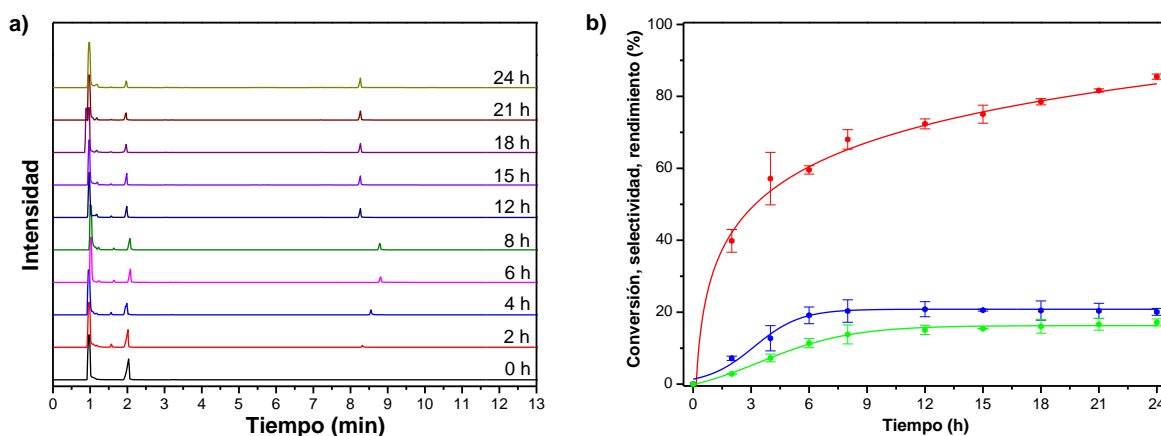 a)
Intensidad
24 h
21 h
18 h
15 h
12 h
8 h
6 h
4 h
2 h
0 h
0 1 2 3 4 5 6 7 8 9 10 11 12 13
Tiempo (min)
b)
Conversión, selectividad, rendimiento (%)
100
80
60
40
20
0
0 3 6 9 12 15 18 21 24
Tiempo (h)